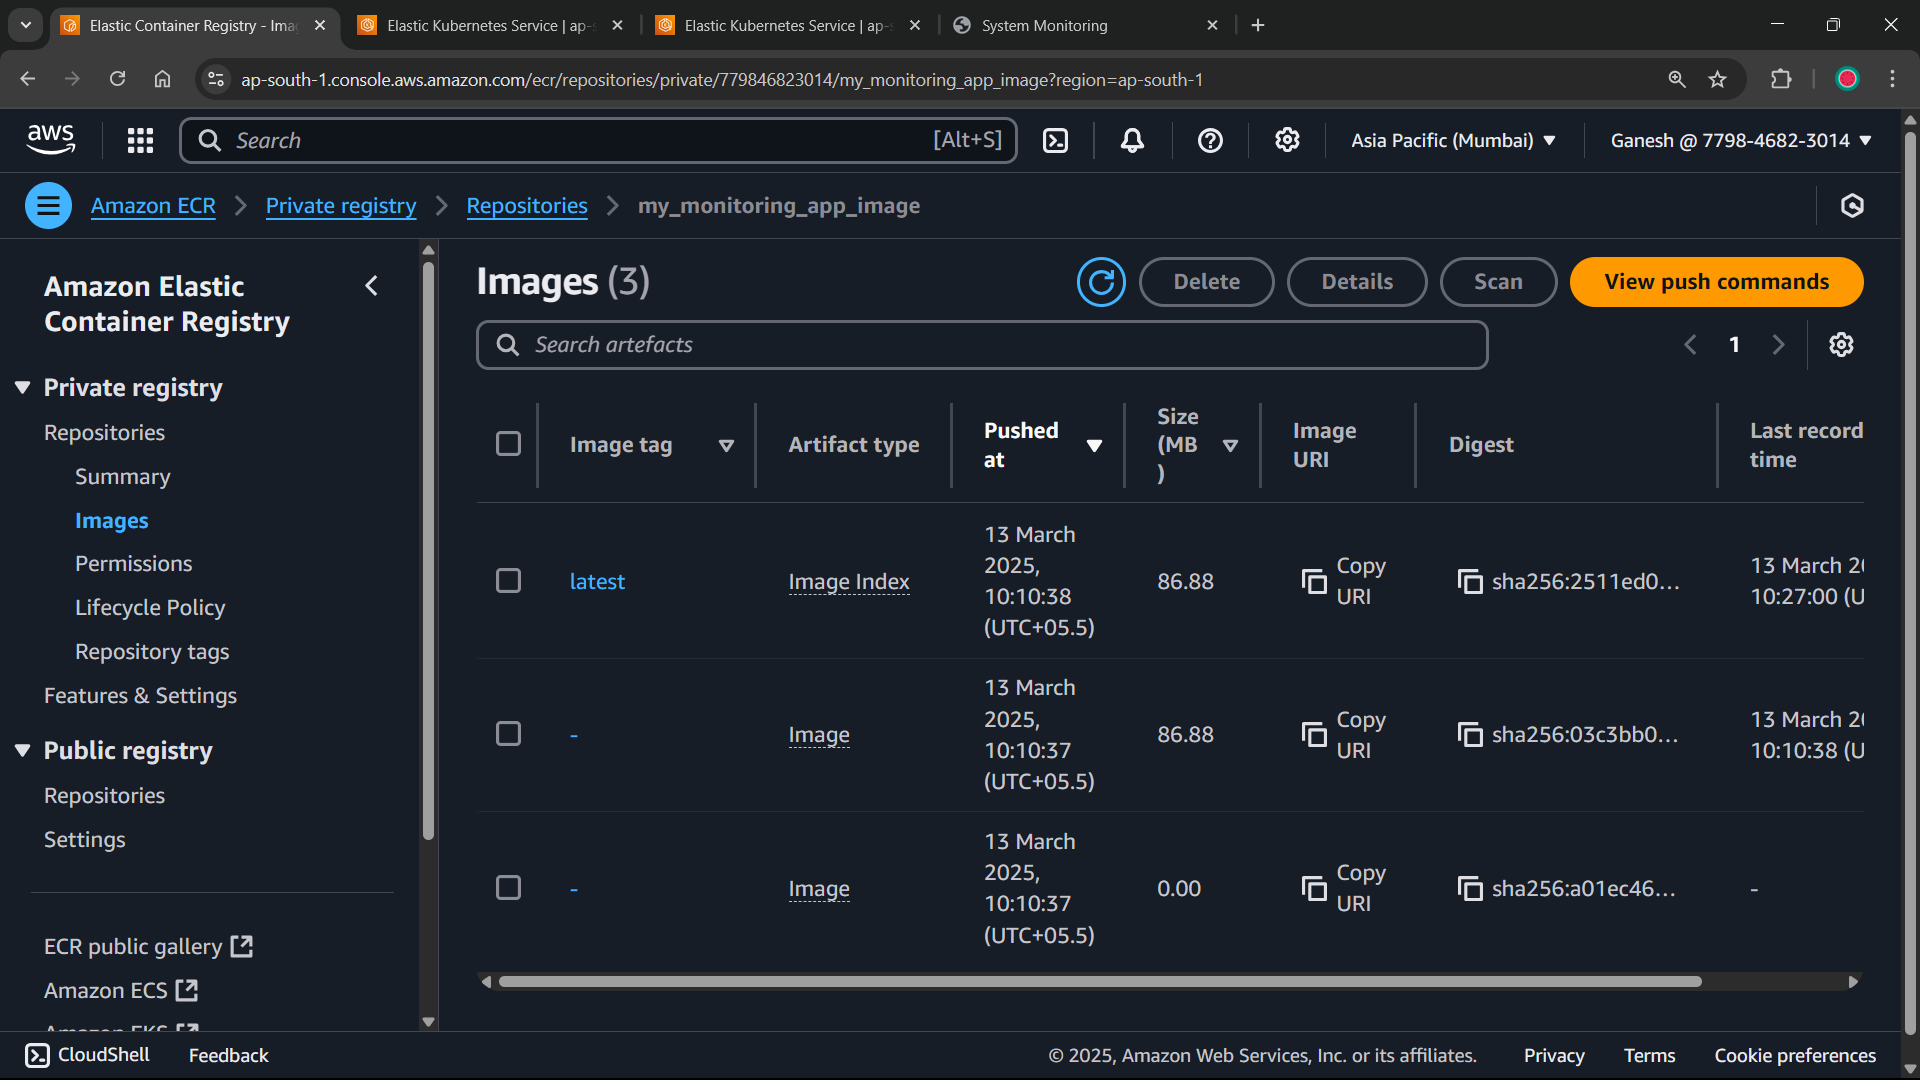 Elastic Container Registry - Ima
Elastic Kubernetes Service | ap-s
Elastic Kubernetes Service | ap-s
System Monitoring
ap-south-1.console.aws.amazon.com/ecr/repositories/private/779846823014/my_monitoring_app_image?region=ap-south-1
aws
Search
[Alt+S]
Asia Pacific (Mumbai)
Ganesh @ 7798-4682-3014
Amazon ECR
Private registry
Repositories
my_monitoring_app_image
Amazon Elastic
Container Registry
Private registry
Repositories
Summary
Images
Permissions
Lifecycle Policy
Repository tags
Features & Settings
Public registry
Repositories
Settings
ECR public gallery
Amazon ECS
Amazon EKS
Images (3)
Delete
Details
Scan
View push commands
Search artefacts
1
Image tag
Artifact type
Pushed
at
Size
(MB
)
Image
URI
Digest
Last record
time
latest
Image Index
13 March
2025,
10:10:38
(UTC+05.5)
86.88
Copy
URI
sha256:2511ed0...
13 March 20
10:27:00 (U
-
Image
13 March
2025,
10:10:37
(UTC+05.5)
86.88
Copy
URI
sha256:03c3bb0...
13 March 20
10:10:38 (U
-
Image
13 March
2025,
10:10:37
(UTC+05.5)
0.00
Copy
URI
sha256:a01ec46...
-
CloudShell
Feedback
© 2025, Amazon Web Services, Inc. or its affiliates.
Privacy
Terms
Cookie preferences